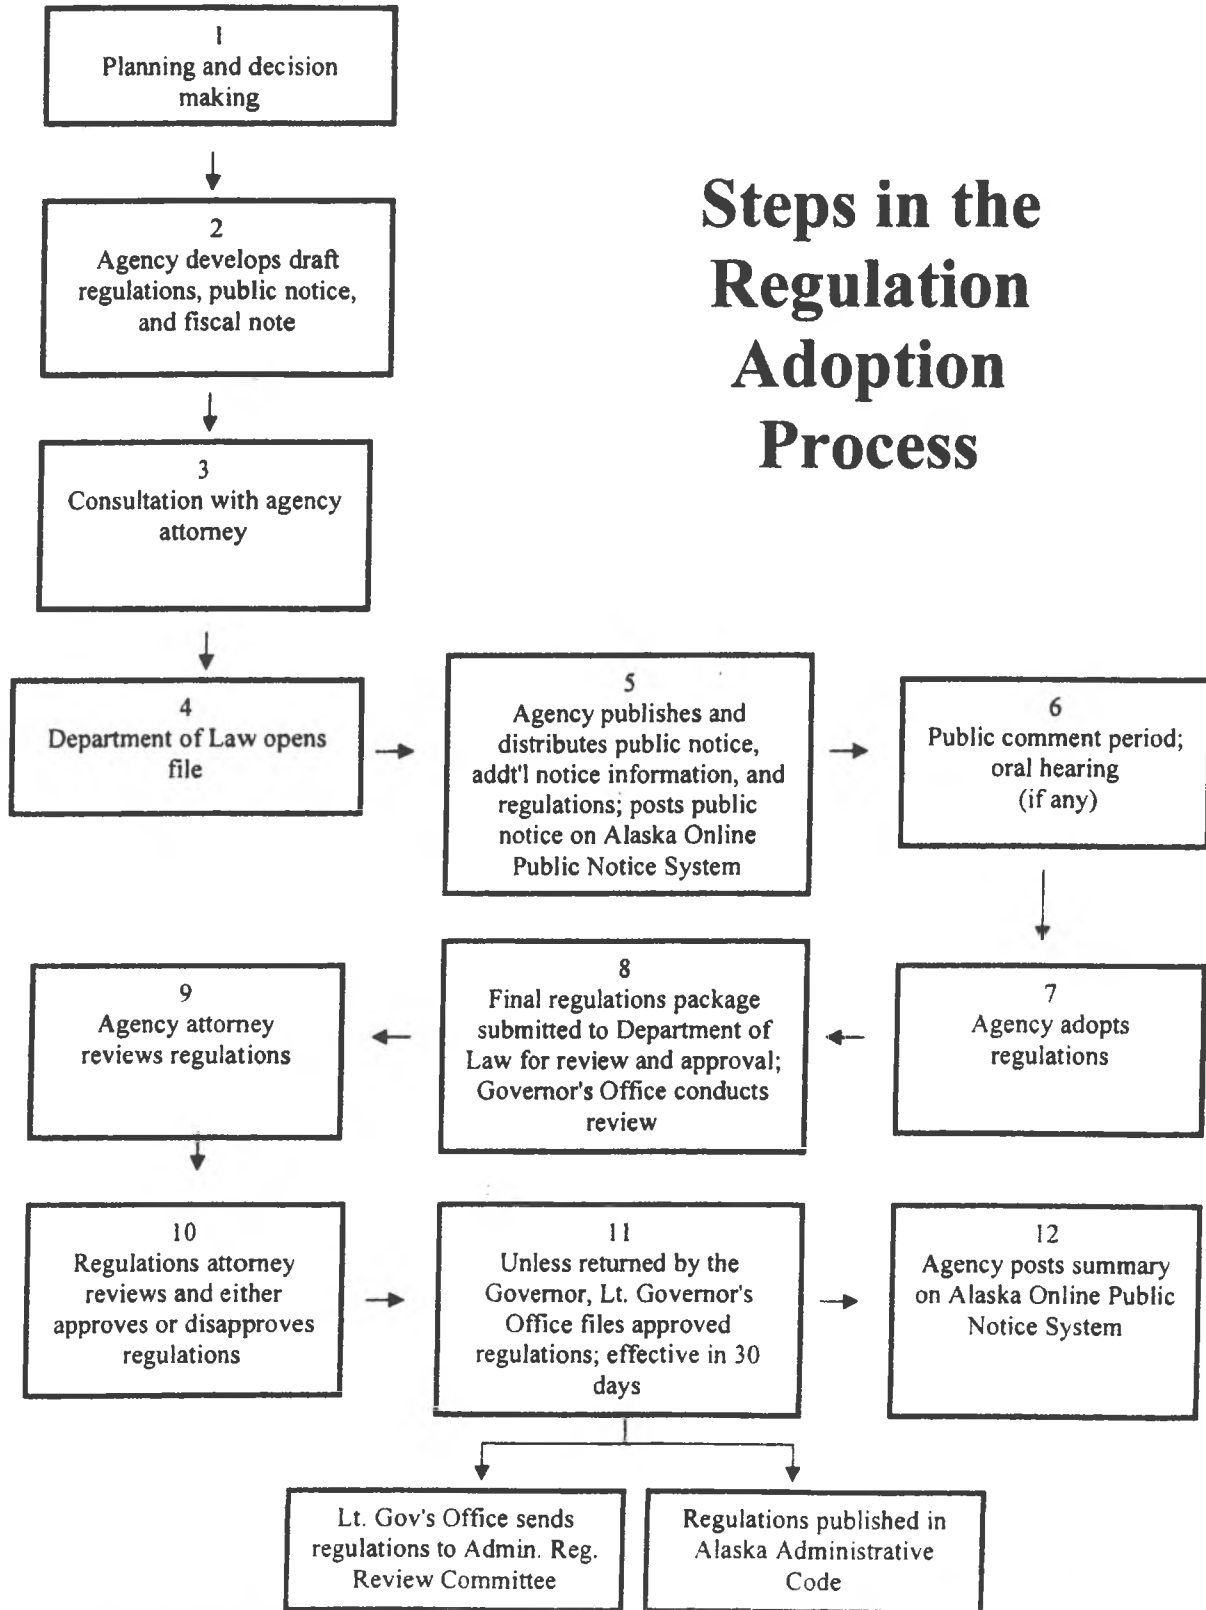 1
Planning and decision
making
Steps in the
Regulation
Adoption
Process
2
Agency develops draft
regulations, public notice,
and fiscal note
3
Consultation with agency
attorney
4
Department of Law opens
file
5
Agency publishes and
distributes public notice,
addt'l notice information, and
regulations; posts public
notice on Alaska Online
Public Notice System
6
Public comment period;
oral hearing
(if any)
7
Agency adopts
regulations
8
Final regulations package
submitted to Department of
Law for review and approval;
Governor's Office conducts
review
9
Agency attorney
reviews regulations
10
Regulations attorney
reviews and either
approves or disapproves
regulations
11
Unless returned by the
Governor, Lt. Governor's
Office files approved
regulations; effective in 30
days
12
Agency posts summary
on Alaska Online Public
Notice System
Lt. Gov's Office sends
regulations to Admin. Reg.
Review Committee
Regulations published in
Alaska Administrative
Code